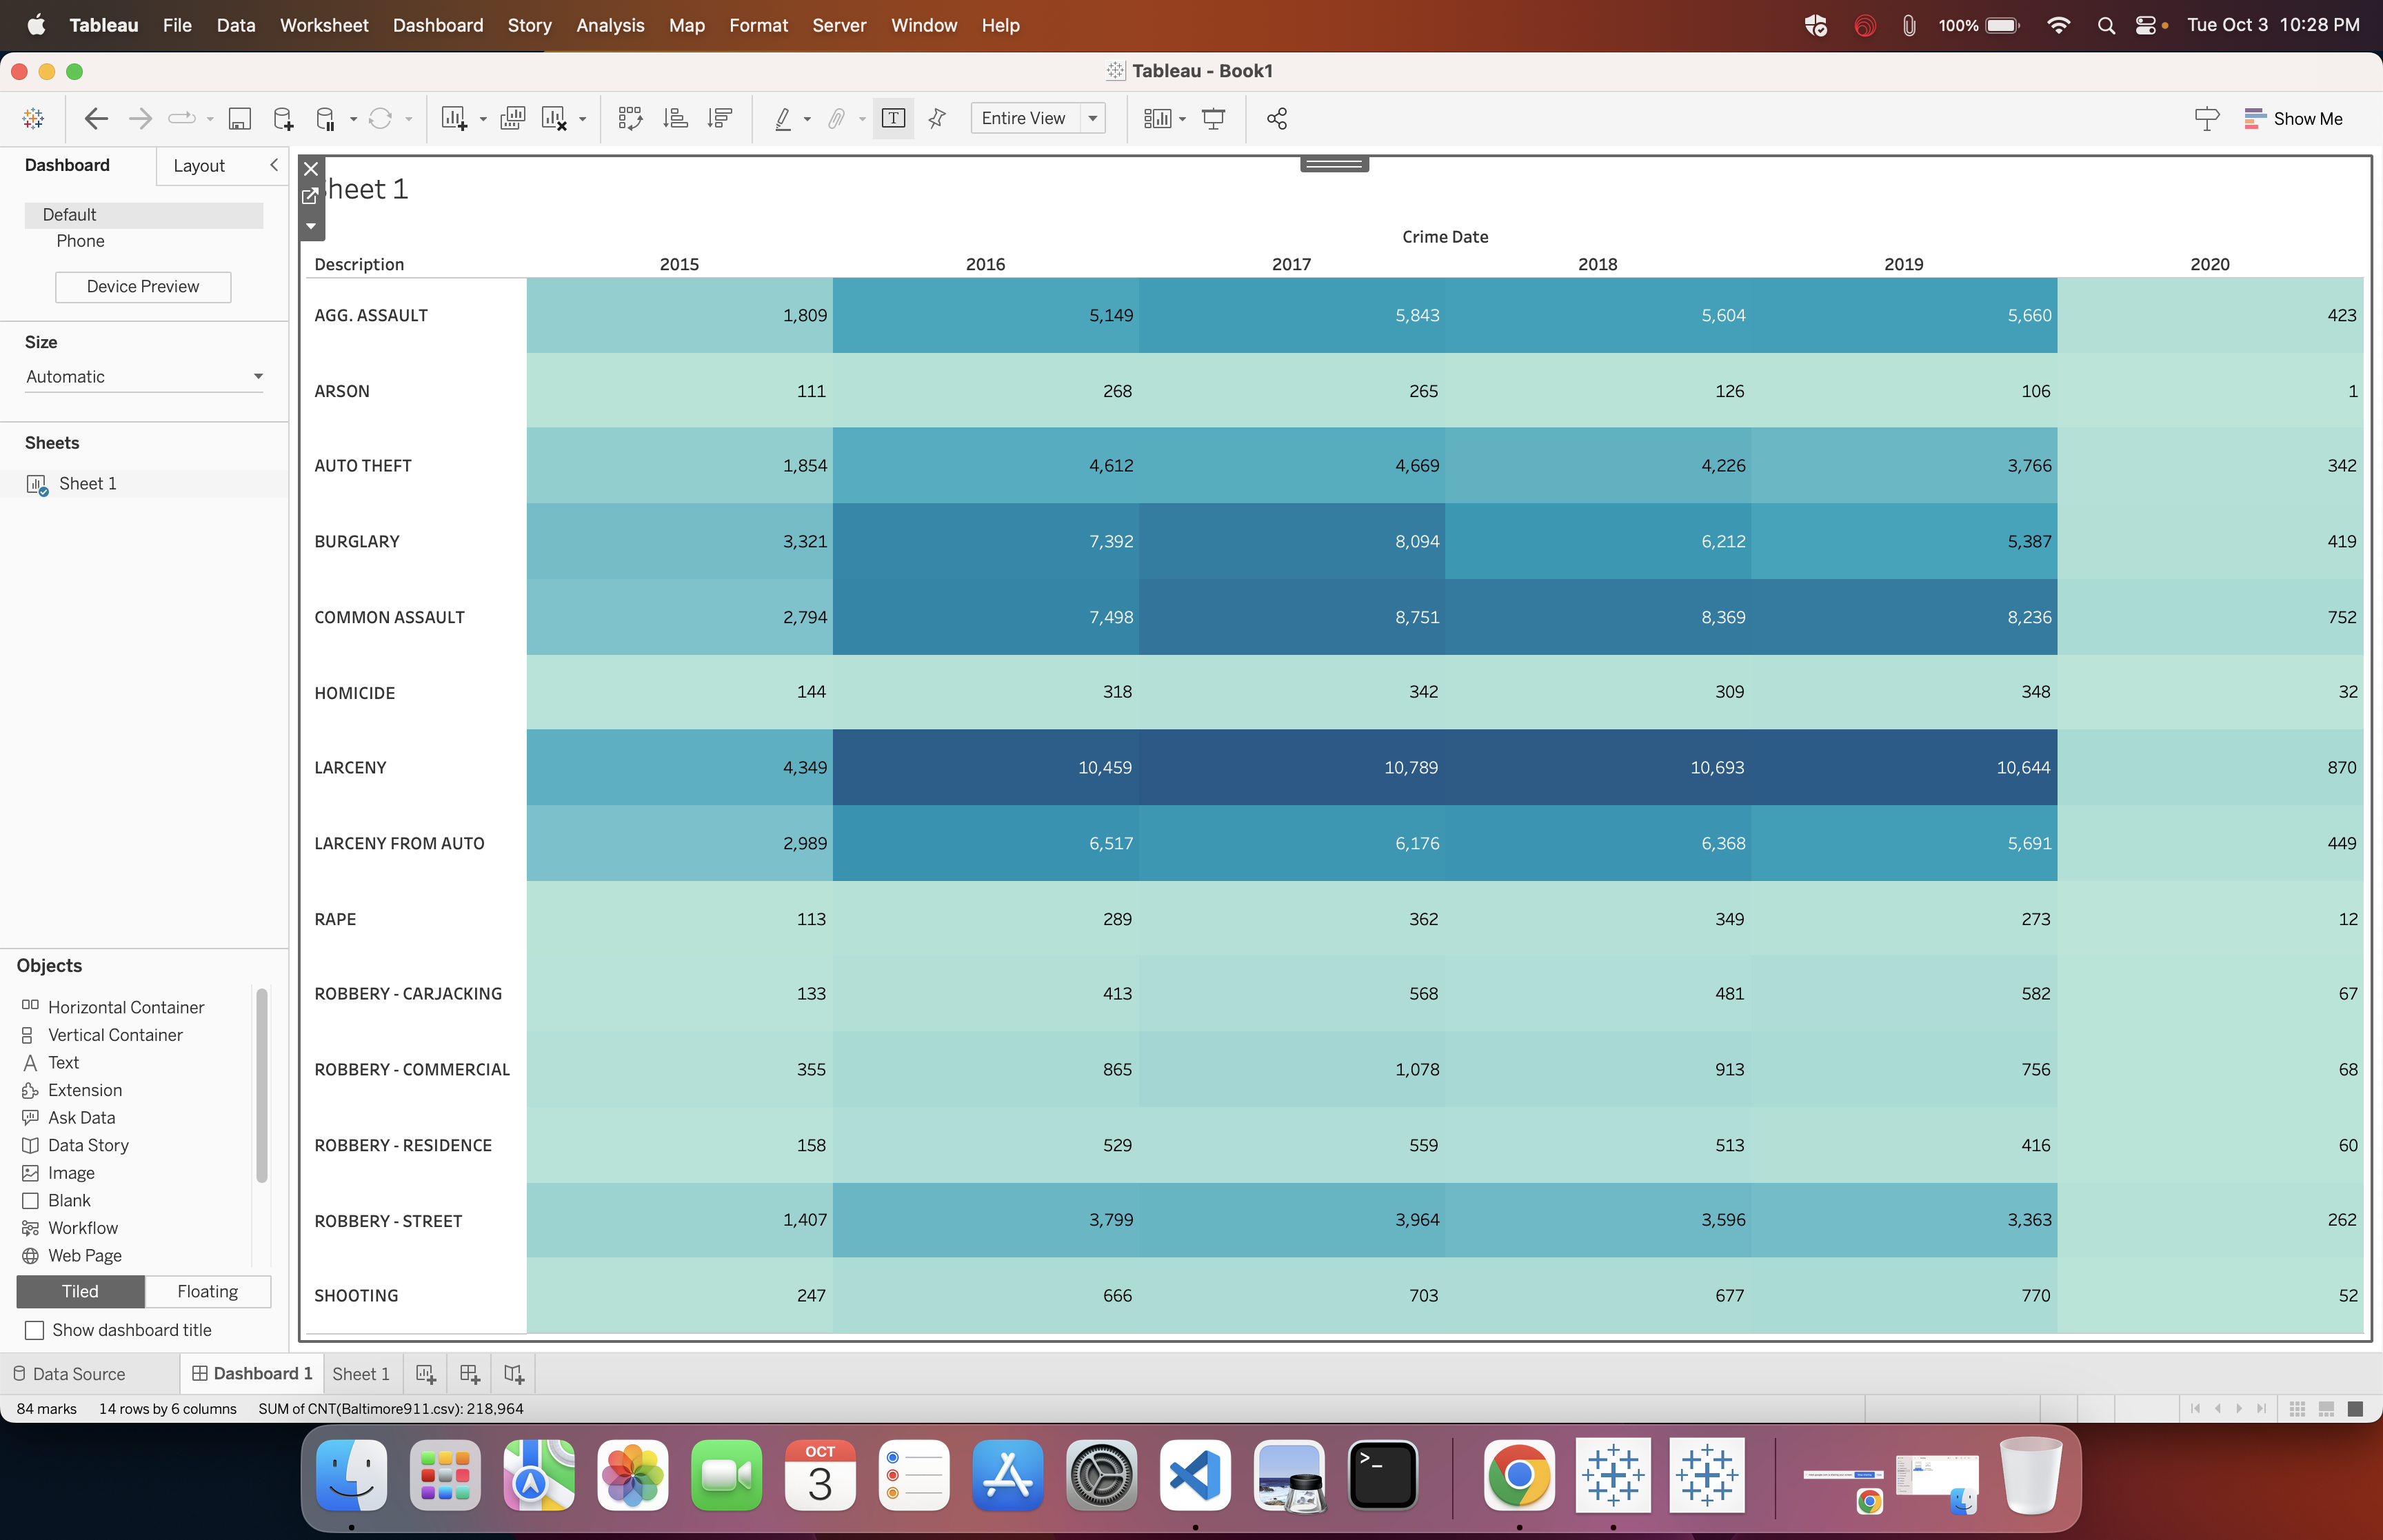 Tableau File Data Worksheet Dashboard Story Analysis Map Format Server Window Help 100% Tue Oct 3 10:28 PM
Tableau - Book1
Entire View Show Me
Dashboard Layout
Default
Phone
Device Preview
Size
Automatic
Sheets
Sheet 1
Objects
Horizontal Container
Vertical Container
Text
Extension
Ask Data
Data Story
Image
Blank
Workflow
Web Page
Tiled Floating
Show dashboard title
heet 1
Crime Date
Description 2015 2016 2017 2018 2019 2020
AGG. ASSAULT 1,809 5,149 5,843 5,604 5,660 423
ARSON 111 268 265 126 106 1
AUTO THEFT 1,854 4,612 4,669 4,226 3,766 342
BURGLARY 3,321 7,392 8,094 6,212 5,387 419
COMMON ASSAULT 2,794 7,498 8,751 8,369 8,236 752
HOMICIDE 144 318 342 309 348 32
LARCENY 4,349 10,459 10,789 10,693 10,644 870
LARCENY FROM AUTO 2,989 6,517 6,176 6,368 5,691 449
RAPE 113 289 362 349 273 12
ROBBERY - CARJACKING 133 413 568 481 582 67
ROBBERY - COMMERCIAL 355 865 1,078 913 756 68
ROBBERY - RESIDENCE 158 529 559 513 416 60
ROBBERY - STREET 1,407 3,799 3,964 3,596 3,363 262
SHOOTING 247 666 703 677 770 52
Data Source Dashboard 1 Sheet 1
84 marks 14 rows by 6 columns SUM of CNT(Baltimore911.csv): 218,964
OCT
3